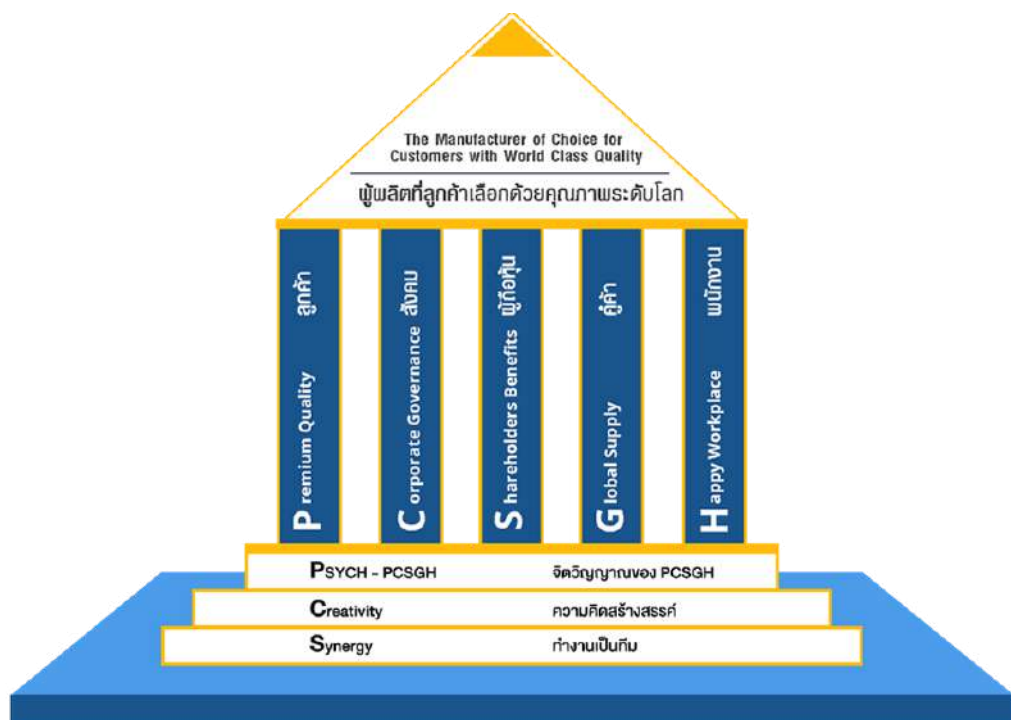 The Manufacturer of Choice for
Customers with World Class Quality
ผู้ผลิตที่ลูกค้าเลือกด้วยคุณภาพระดับโลก
Premium Quality ลูกค้า
Corporate Governance สังคม
Shareholders Benefits ผู้ถือหุ้น
Global Supply คู่ค้า
Happy Workplace พนักงาน
PSYCH - PCSGH จิตวิญญาณของ PCSGH
Creativity ความคิดสร้างสรรค์
Synergy ทำงานเป็นทีม